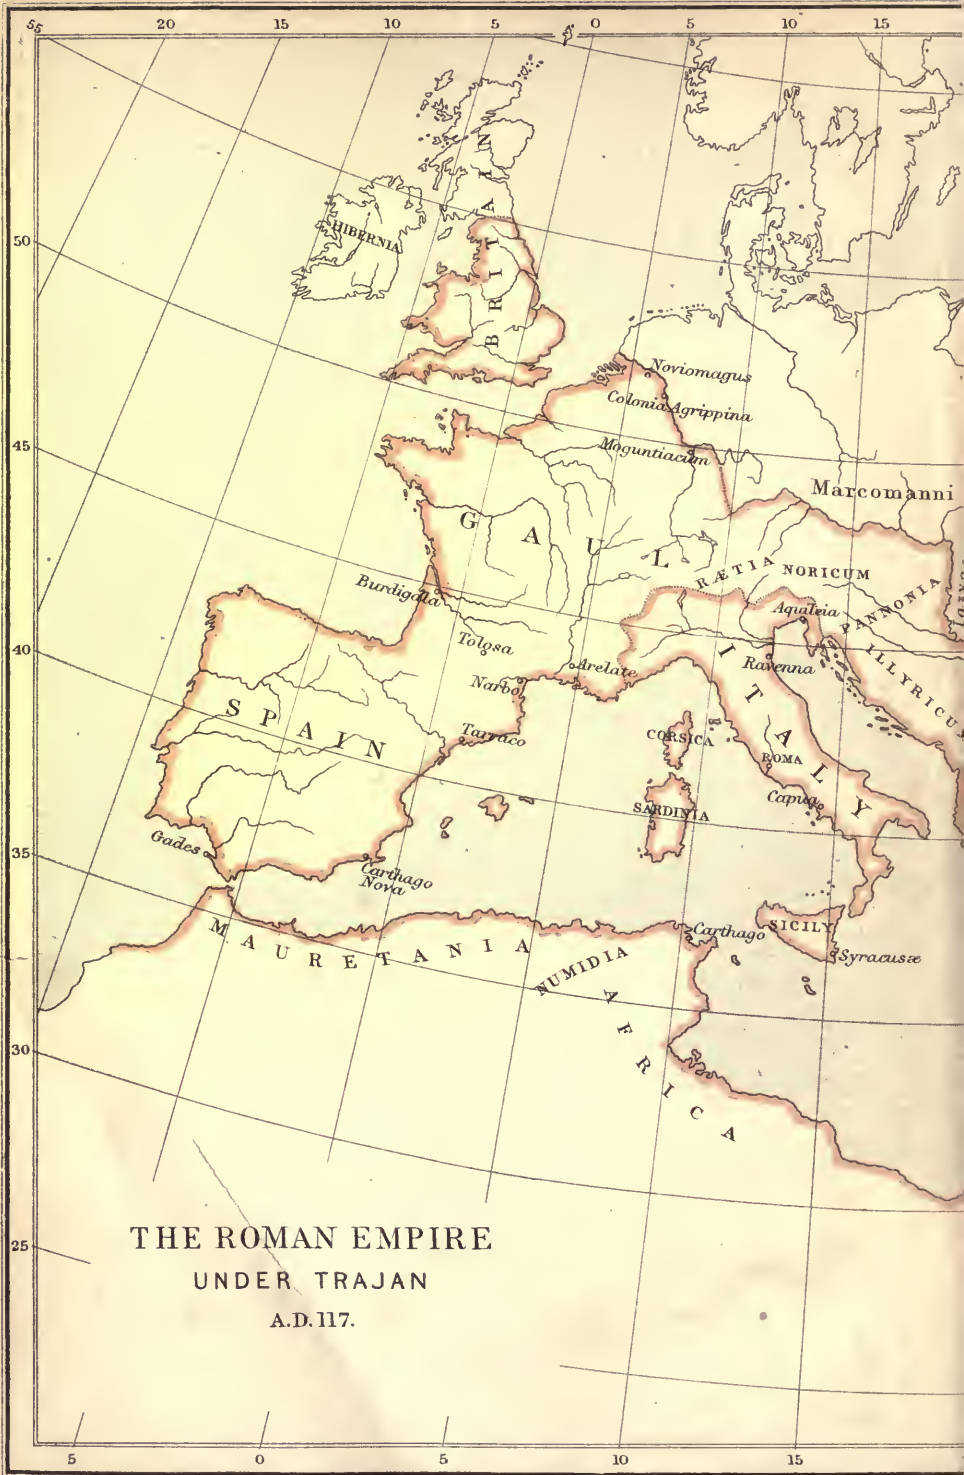 55 20 15 10 5 0 5 10 15
50
45
40
35
30
25
HIBERNIA
BRITAIN
Noviomagus
Colonia Agrippina
Moguntiacum
Marcomanni
GAUL
RÆTIA
NORICUM
PANNONIA
Burdigala
Aquileia
ILLYRICUM
Tolosa
Arelate
Narbo
Ravenna
ITALY
SPAIN
Tarraco
CORSICA
ROMA
SARDINIA
Capua
Gades
Carthago
Nova
MAURETANIA
NUMIDIA
Carthago
SICILY
Syracusæ
AFRICA
THE ROMAN EMPIRE
UNDER TRAJAN
A.D. 117.
5 0 5 10 15